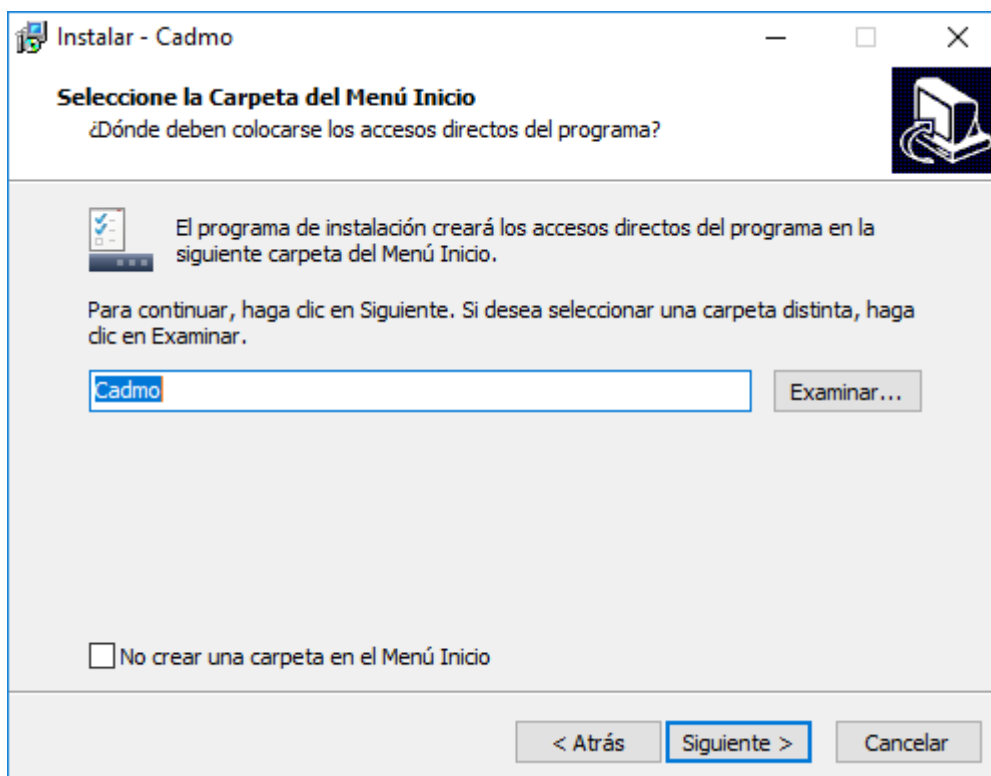 Instalar - Cadmo
Seleccione la Carpeta del Menú Inicio
¿Dónde deben colocarse los accesos directos del programa?
El programa de instalación creará los accesos directos del programa en la
siguiente carpeta del Menú Inicio.
Para continuar, haga clic en Siguiente. Si desea seleccionar una carpeta distinta, haga
clic en Examinar.
Cadmo
Examinar...
No crear una carpeta en el Menú Inicio
< Atrás
Siguiente >
Cancelar